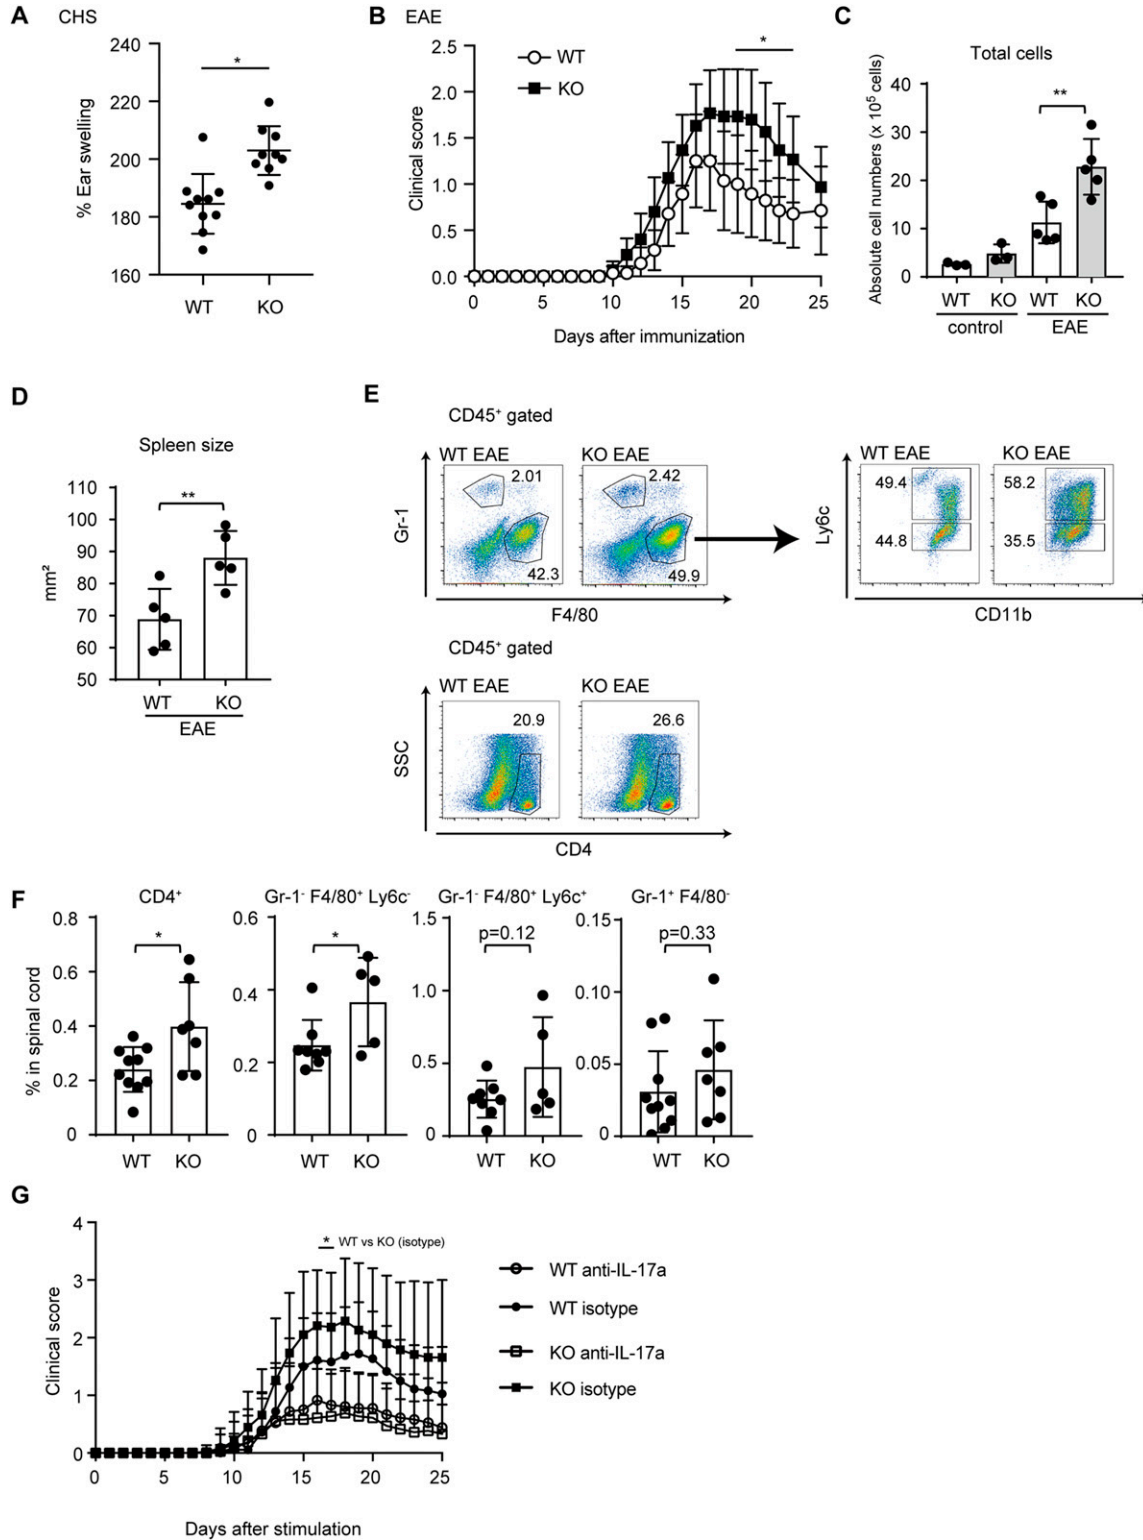 A CHS
240
220
200
180
160
% Ear swelling
*
WT KO
B EAE
WT
KO
*
Clinical score
2.5
2.0
1.5
1.0
0.5
0.0
0 5 10 15 20 25
Days after immunization
C
Total cells
Absolute cell numbers (x 10⁵ cells)
40
30
20
10
0
**
WT KO WT KO
control EAE
D
Spleen size
mm²
110
100
90
80
70
60
50
**
WT KO
EAE
E
CD45⁺ gated
WT EAE KO EAE
2.01 2.42
42.3 49.9
Gr-1
F4/80
WT EAE KO EAE
49.4 58.2
44.8 35.5
Ly6c
CD11b
CD45⁺ gated
WT EAE KO EAE
20.9 26.6
SSC
CD4
F
% in spinal cord
CD4⁺
0.8
0.6
0.4
0.2
0
*
WT KO
Gr-1⁻ F4/80⁺ Ly6c⁻
0.6
0.4
0.2
0
*
WT KO
Gr-1⁻ F4/80⁺ Ly6c⁺
1.5
1.0
0.5
0
p=0.12
WT KO
Gr-1⁺ F4/80⁻
0.15
0.10
0.05
0
p=0.33
WT KO
G
Clinical score
4
3
2
1
0
* WT vs KO (isotype)
0 5 10 15 20 25
Days after stimulation
WT anti-IL-17a
WT isotype
KO anti-IL-17a
KO isotype